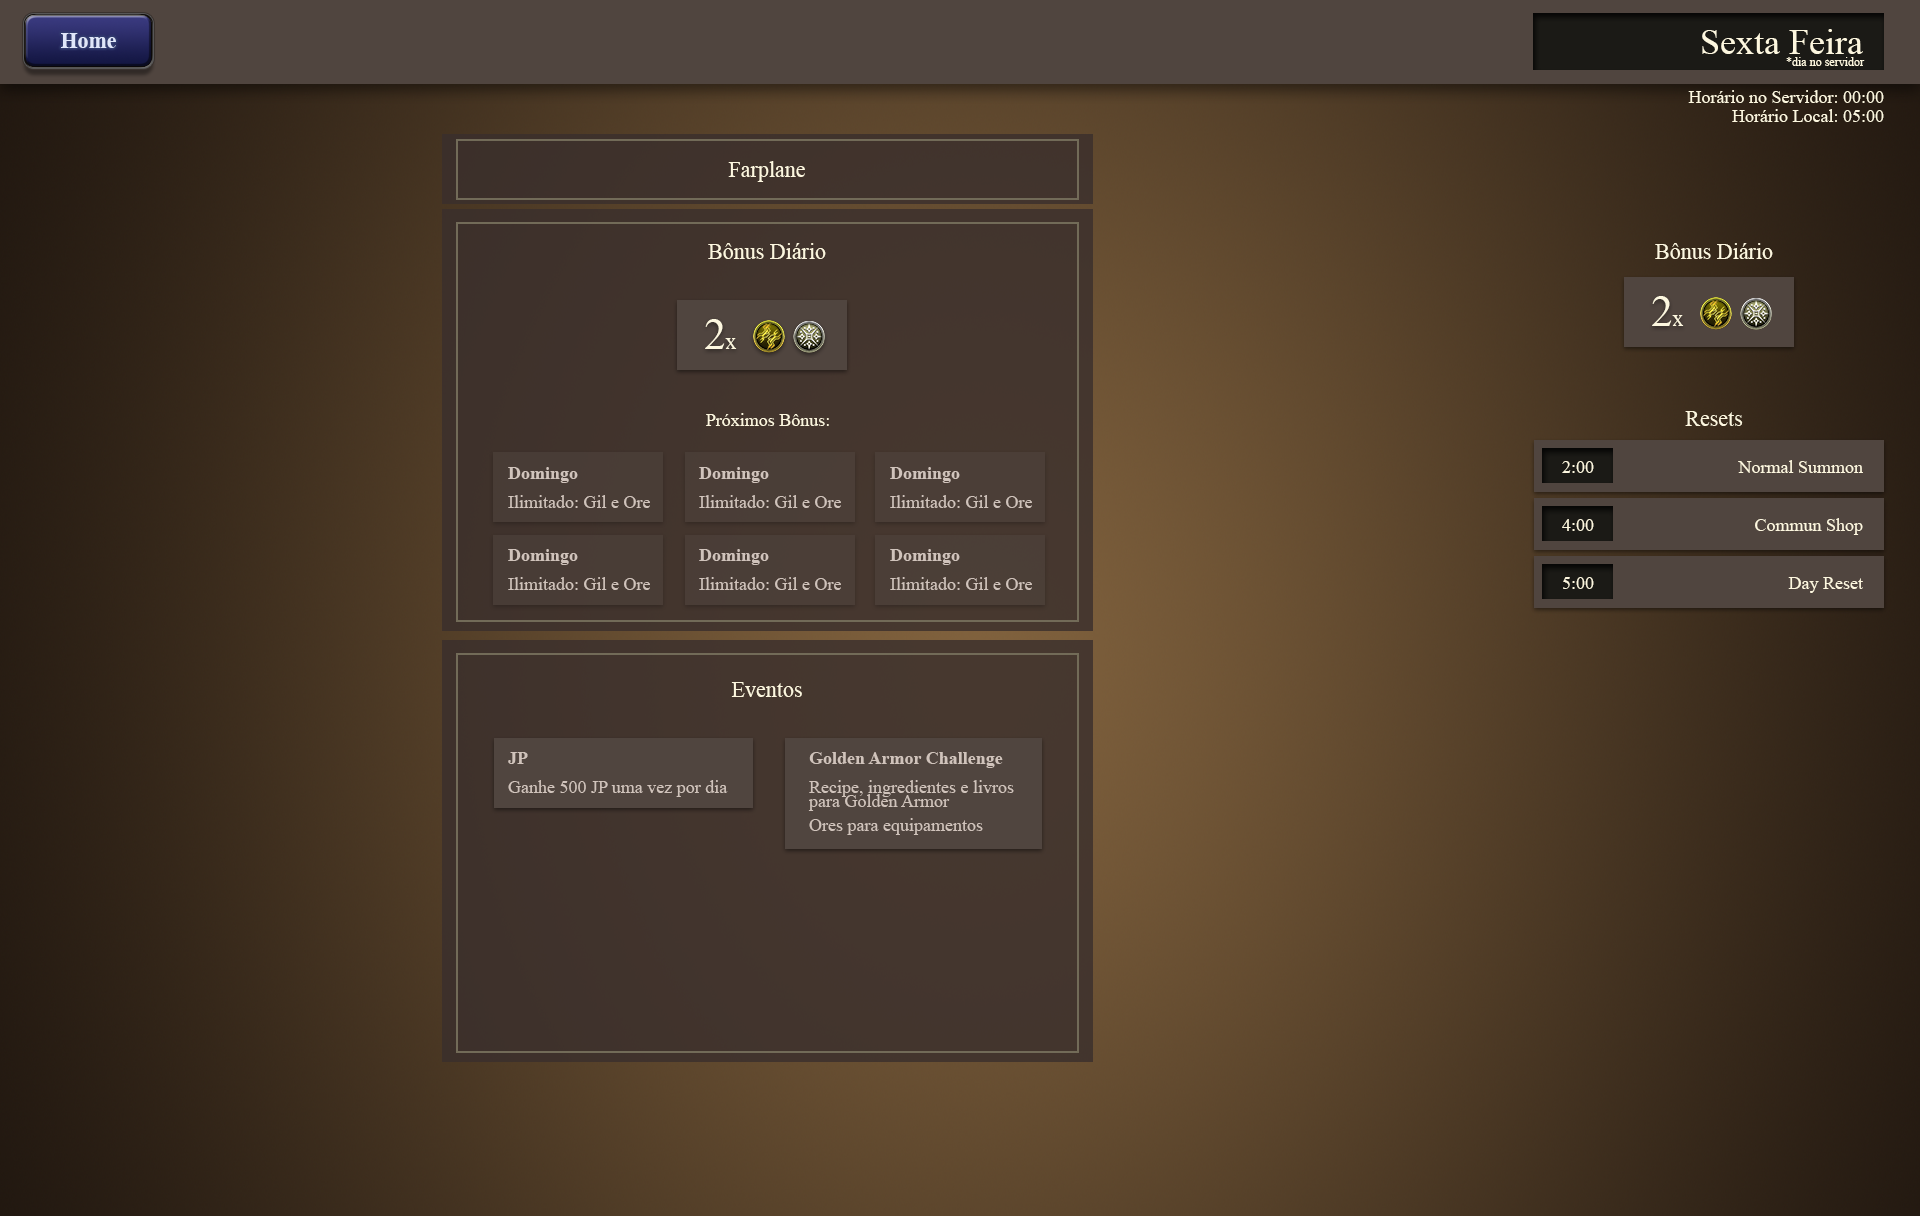 Home
Sexta Feira
*dia no servidor
Horário no Servidor: 00:00
Horário Local: 05:00
Farplane
Bônus Diário
2x
Próximos Bônus:
Domingo
Ilimitado: Gil e Ore
Domingo
Ilimitado: Gil e Ore
Domingo
Ilimitado: Gil e Ore
Domingo
Ilimitado: Gil e Ore
Domingo
Ilimitado: Gil e Ore
Domingo
Ilimitado: Gil e Ore
Eventos
JP
Ganhe 500 JP uma vez por dia
Golden Armor Challenge
Recipe, ingredientes e livros
para Golden Armor
Ores para equipamentos
Bônus Diário
2x
Resets
2:00 Normal Summon
4:00 Commun Shop
5:00 Day Reset